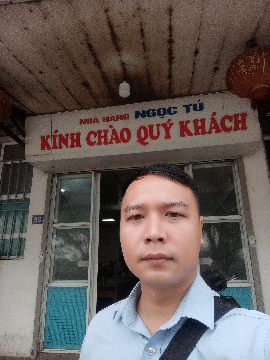 NHÀ HÀNG NGỌC TÚ
KÍNH CHÀO QUÝ KHÁCH